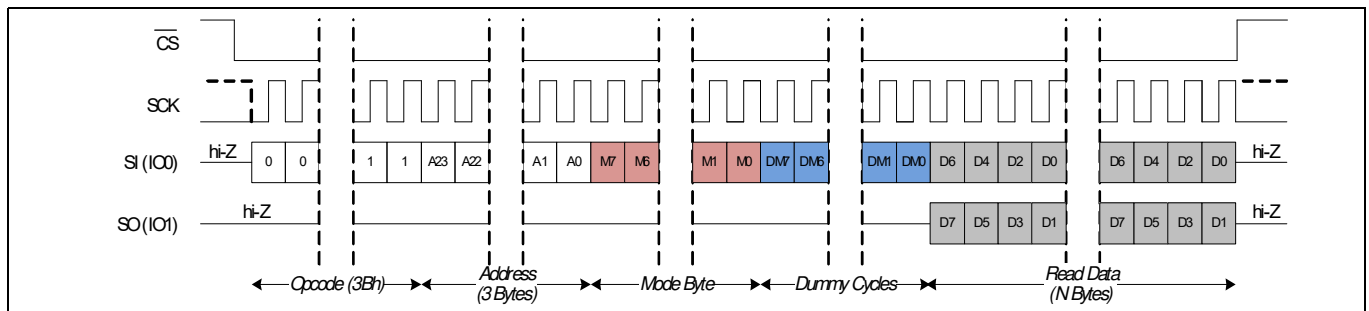 CS
SCK
hi-Z
SI (IO0) 0 0 1 1 A23 A22 A1 A0 M7 M6 M1 M0 DM7 DM6 DM1 DM0 D6 D4 D2 D0 D6 D4 D2 D0 hi-Z
hi-Z
SO (IO1) D7 D5 D3 D1 D7 D5 D3 D1 hi-Z
Opcode (3Bh) Address (3 Bytes) Mode Byte Dummy Cycles Read Data (N Bytes)